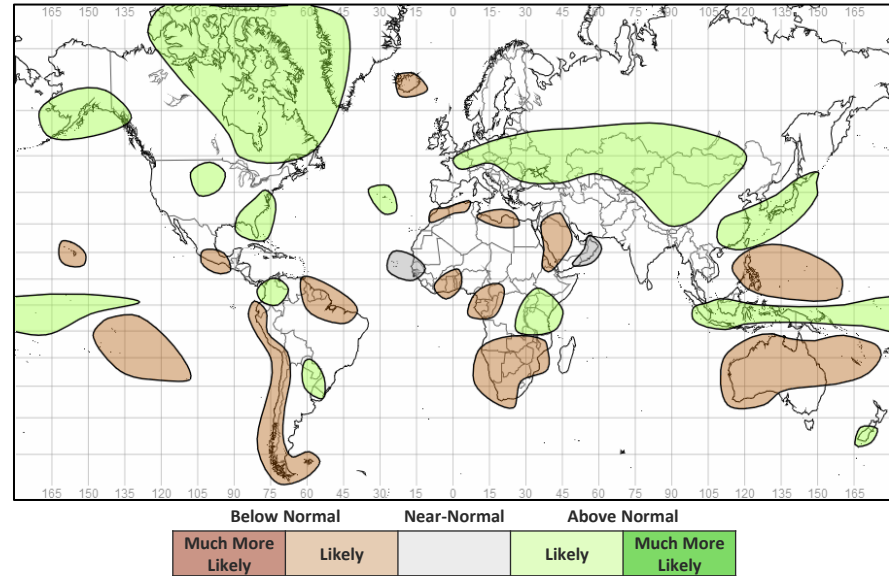 165 150 135 120 105 90 75 60 45 30 15 0 15 30 45 60 75 90 105 120 135 150 165
165 150 135 120 105 90 75 60 45 30 15 0 15 30 45 60 75 90 105 120 135 150 165
Below Normal Near-Normal Above Normal
Much More Likely Likely Much More
Likely Likely